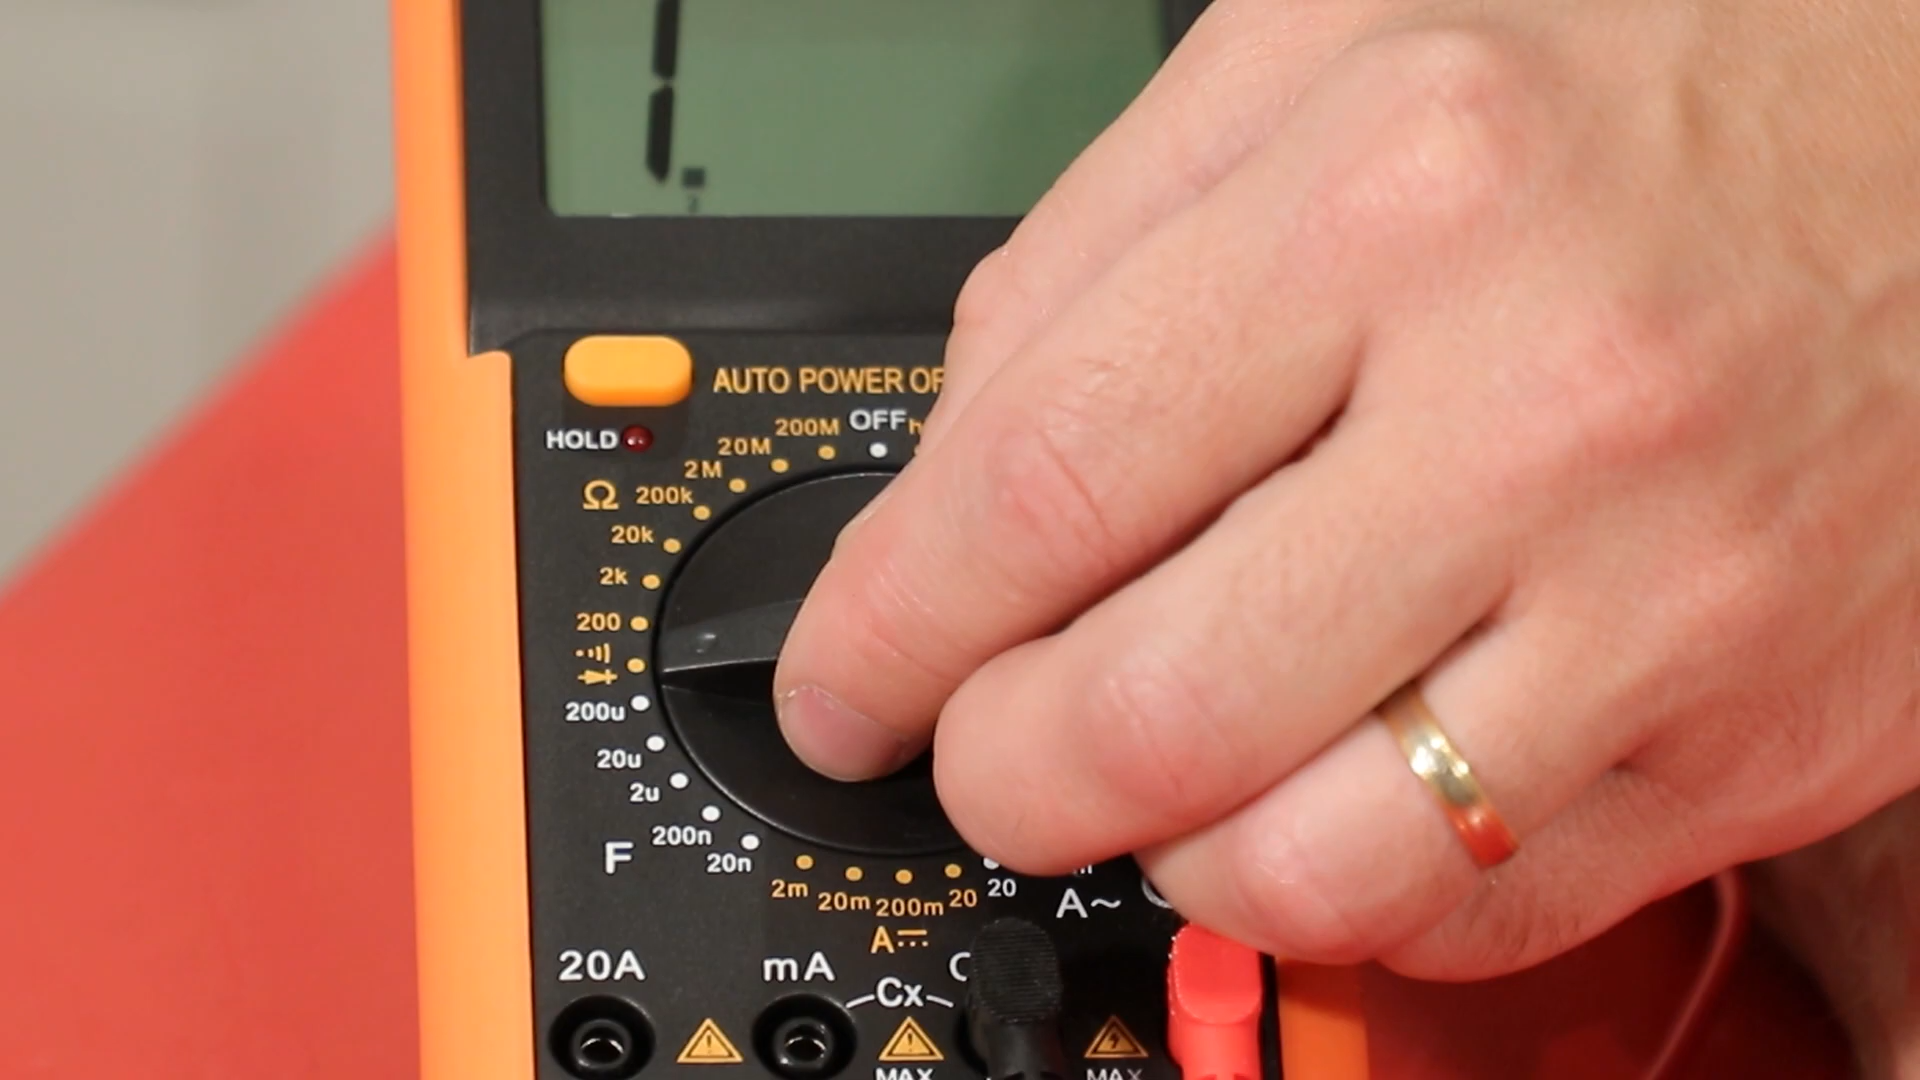 1.
AUTO POWER OF
HOLD
OFF
h
200M
20M
2M
Ω 200k
20k
2k
200
200u
20u
2u
200n
20n
F
2m 20m 200m 20 20
A~
A⎓
20A mA
Cx
MAX MAX